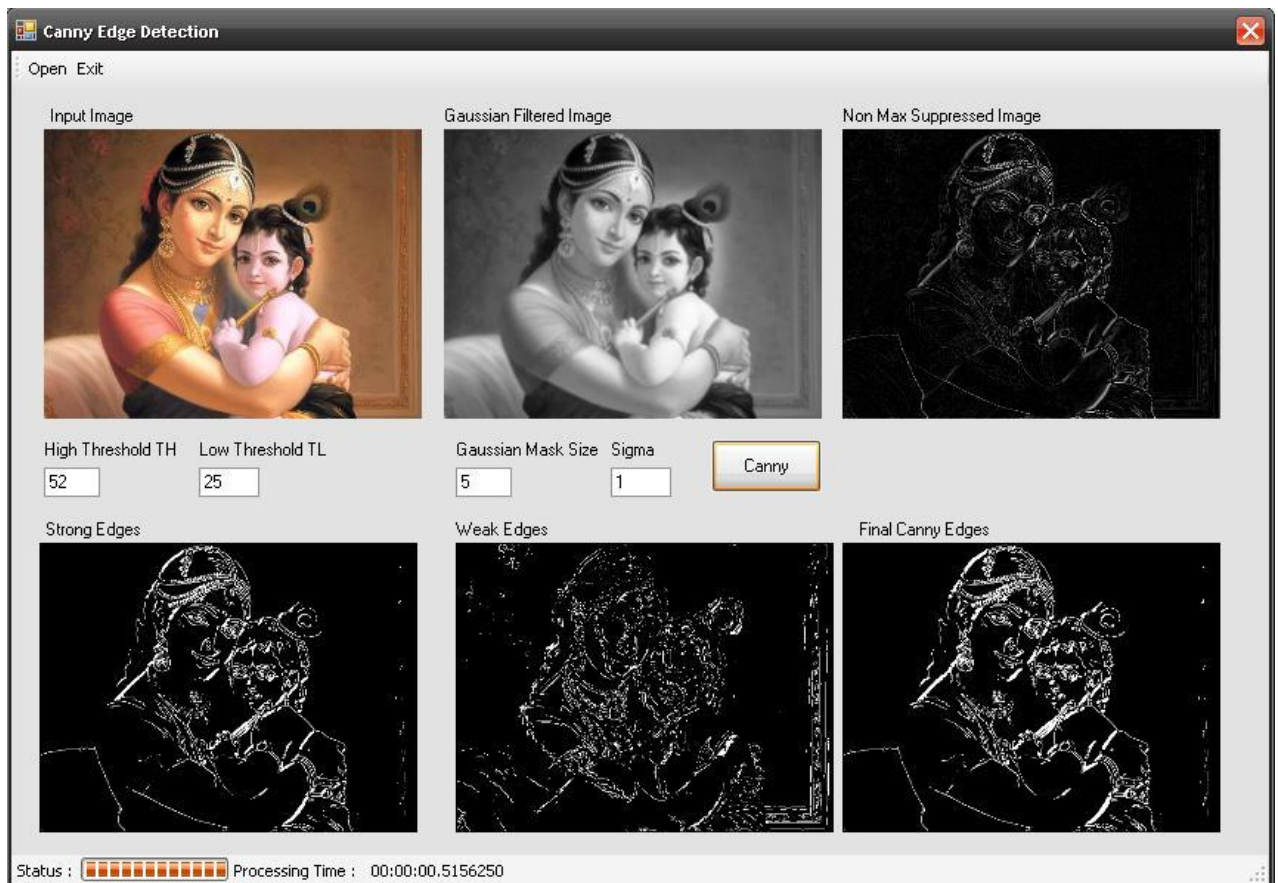 Canny Edge Detection
Open Exit
Input Image
Gaussian Filtered Image
Non Max Suppressed Image
High Threshold TH
Low Threshold TL
Gaussian Mask Size
Sigma
52
25
5
1
Canny
Strong Edges
Weak Edges
Final Canny Edges
Status :
Processing Time : 00:00:00.5156250